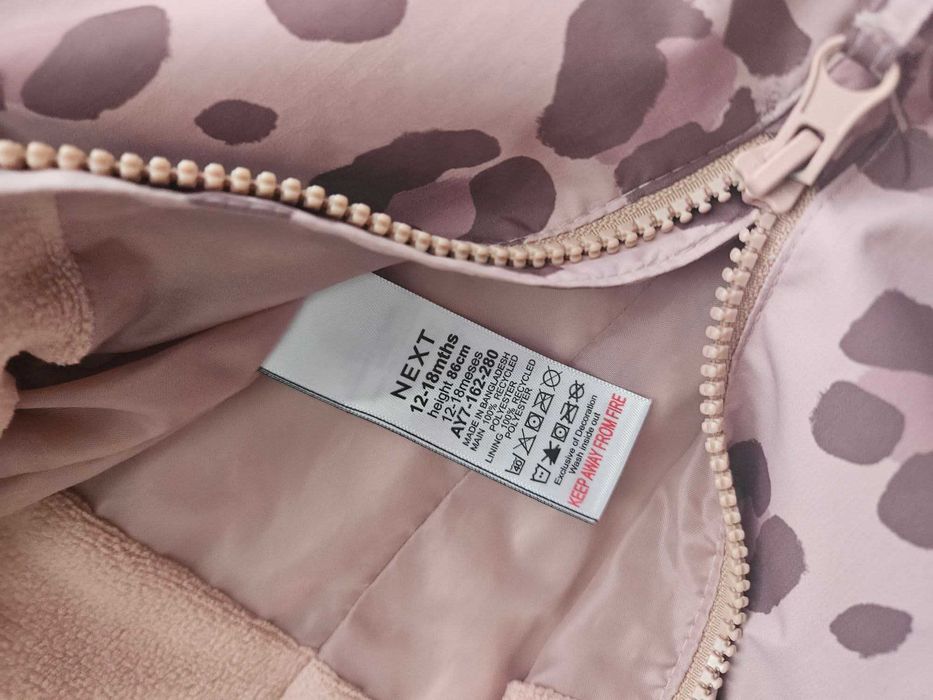 NEXT
12-18mths
height 86cm
12-18meses
AY7-162-280
MADE IN BANGLADESH
MAIN 100% RECYCLED
POLYESTER
LINING 100% RECYCLED
POLYESTER
40
Exclusive of Decoration
Wash inside out
KEEP AWAY FROM FIRE